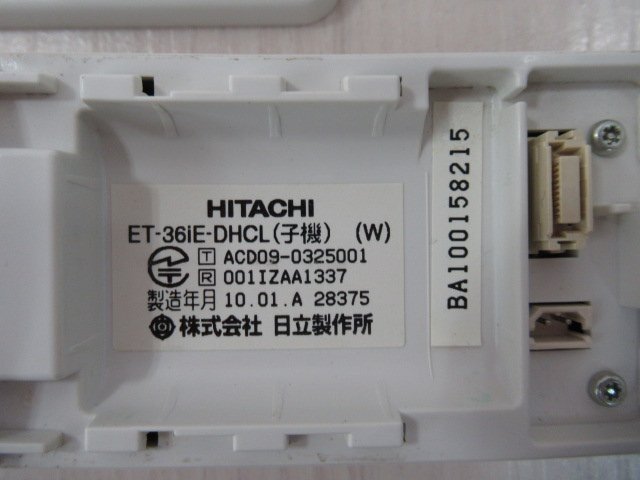 HITACHI
ET-36iE-DHCL(子機) (W)
T ACD09-0325001
R 001IZAA1337
製造年月 10.01.A 28375
株式会社 日立製作所
BA100158215